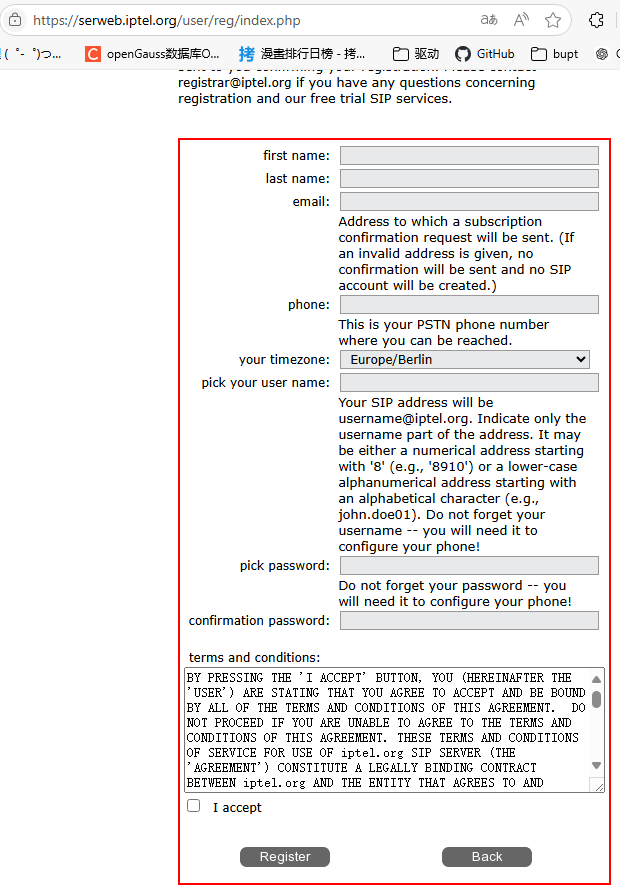 https://serweb.iptel.org/user/reg/index.php
( ゜- ゜)つ... openGauss数据库O... 拷 漫畫排行日榜 - 拷... 驱动 GitHub bupt
sent to you confirming your registration. Please contact
registrar@iptel.org if you have any questions concerning
registration and our free trial SIP services.
first name:
last name:
email:
Address to which a subscription
confirmation request will be sent. (If
an invalid address is given, no
confirmation will be sent and no SIP
account will be created.)
phone:
This is your PSTN phone number
where you can be reached.
your timezone: Europe/Berlin
pick your user name:
Your SIP address will be
username@iptel.org. Indicate only the
username part of the address. It may
be either a numerical address starting
with '8' (e.g., '8910') or a lower-case
alphanumerical address starting with
an alphabetical character (e.g.,
john.doe01). Do not forget your
username -- you will need it to
configure your phone!
pick password:
Do not forget your password -- you
will need it to configure your phone!
confirmation password:
terms and conditions:
BY PRESSING THE 'I ACCEPT' BUTTON, YOU (HEREINAFTER THE
'USER') ARE STATING THAT YOU AGREE TO ACCEPT AND BE BOUND
BY ALL OF THE TERMS AND CONDITIONS OF THIS AGREEMENT. DO
NOT PROCEED IF YOU ARE UNABLE TO AGREE TO THE TERMS AND
CONDITIONS OF THIS AGREEMENT. THESE TERMS AND CONDITIONS
OF SERVICE FOR USE OF iptel.org SIP SERVER (THE
'AGREEMENT') CONSTITUTE A LEGALLY BINDING CONTRACT
BETWEEN iptel.org AND THE ENTITY THAT AGREES TO AND
I accept
Register Back